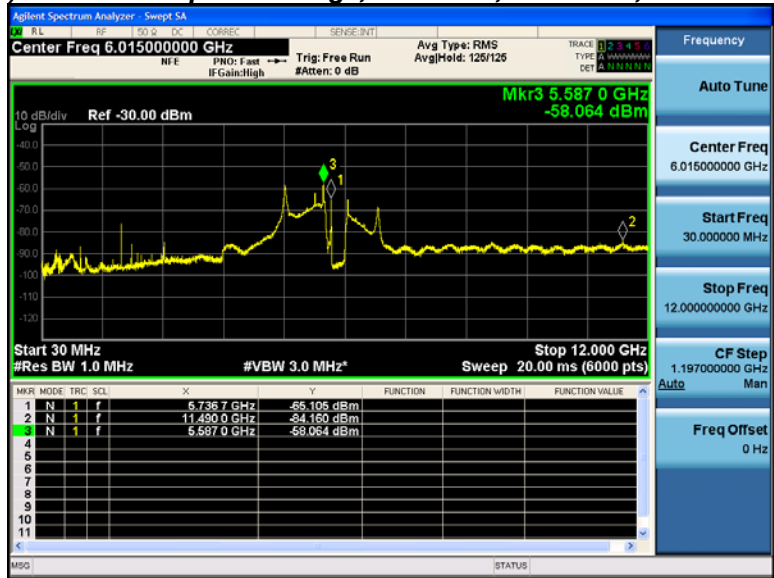 Agilent Spectrum Analyzer - Swept SA
RL RF 50 Ω DC CORREC SENSE:INT
Center Freq 6.015000000 GHz
NFE PNO: Fast IFGain:High
Trig: Free Run #Atten: 0 dB
Avg Type: RMS Avg|Hold: 125/125
TRACE 1 2 3 4 5 6
TYPE A WWWWW
DET A N N N N N
Mkr3 5.587 0 GHz
-58.064 dBm
10 dB/div Ref -30.00 dBm
Log
-40.0
-50.0
-60.0
-70.0
-80.0
-90.0
-100
-110
-120
3
1
2
Start 30 MHz Stop 12.000 GHz
#Res BW 1.0 MHz #VBW 3.0 MHz* Sweep 20.00 ms (6000 pts)
MKR MODE TRC SCL X Y FUNCTION FUNCTION WIDTH FUNCTION VALUE
1 N 1 f 5.736 7 GHz -65.105 dBm
2 N 1 f 11.490 0 GHz -84.160 dBm
3 N 1 f 5.587 0 GHz -58.064 dBm
4
5
6
7
8
9
10
11
MSG STATUS
Frequency
Auto Tune
Center Freq
6.015000000 GHz
Start Freq
30.000000 MHz
Stop Freq
12.000000000 GHz
CF Step
1.197000000 GHz
Auto Man
Freq Offset
0 Hz